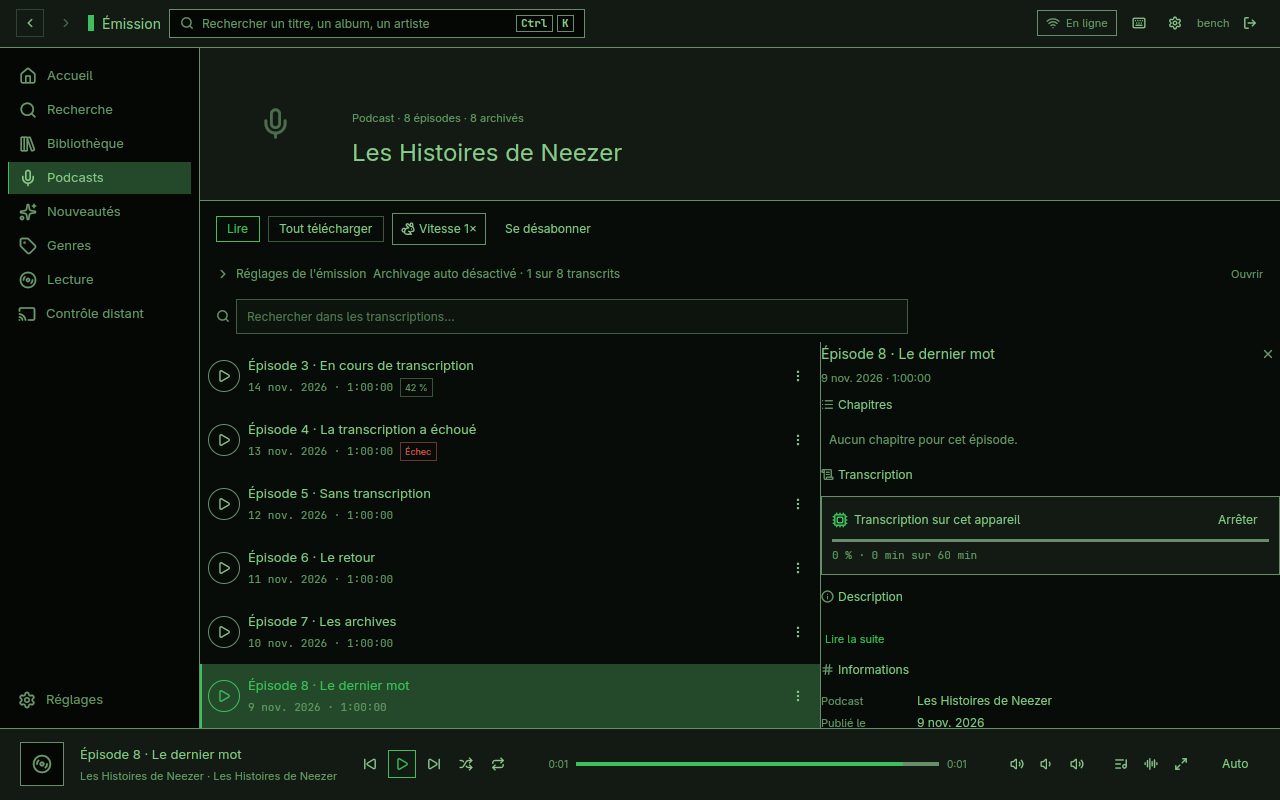 Émission
Rechercher un titre, un album, un artiste
Ctrl K
En ligne
bench
Accueil
Recherche
Bibliothèque
Podcasts
Nouveautés
Genres
Lecture
Contrôle distant
Réglages
Podcast · 8 épisodes · 8 archivés
Les Histoires de Neezer
Lire
Tout télécharger
Vitesse 1×
Se désabonner
Réglages de l'émission Archivage auto désactivé · 1 sur 8 transcrits
Ouvrir
Rechercher dans les transcriptions...
Épisode 3 · En cours de transcription
14 nov. 2026 · 1:00:00 42 %
Épisode 4 · La transcription a échoué
13 nov. 2026 · 1:00:00 Échec
Épisode 5 · Sans transcription
12 nov. 2026 · 1:00:00
Épisode 6 · Le retour
11 nov. 2026 · 1:00:00
Épisode 7 · Les archives
10 nov. 2026 · 1:00:00
Épisode 8 · Le dernier mot
9 nov. 2026 · 1:00:00
Épisode 8 · Le dernier mot
9 nov. 2026 · 1:00:00
Chapitres
Aucun chapitre pour cet épisode.
Transcription
Transcription sur cet appareil
Arrêter
0 % · 0 min sur 60 min
Description
Lire la suite
Informations
Podcast Les Histoires de Neezer
Publié le 9 nov. 2026
Épisode 8 · Le dernier mot
Les Histoires de Neezer · Les Histoires de Neezer
0:01
0:01
Auto